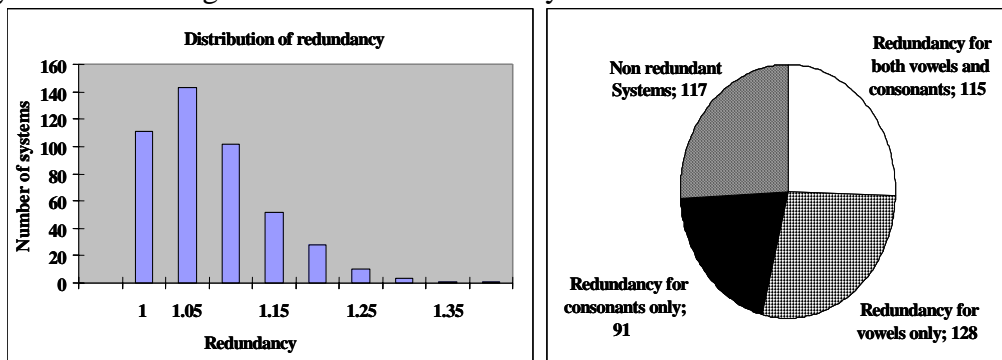 Distribution of redundancy
160
140
120
100
80
60
40
20
0
Number of systems
1 1.05 1.15 1.25 1.35
Redundancy
Non redundant
Systems; 117
Redundancy for
both vowels and
consonants; 115
Redundancy for
consonants only;
91
Redundancy for
vowels only; 128